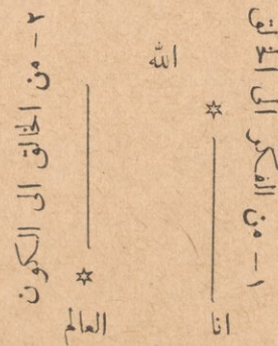 ١ - من الفكر الى الخالق
الله
انا
٢ - من الخالق الى الكون
العالم